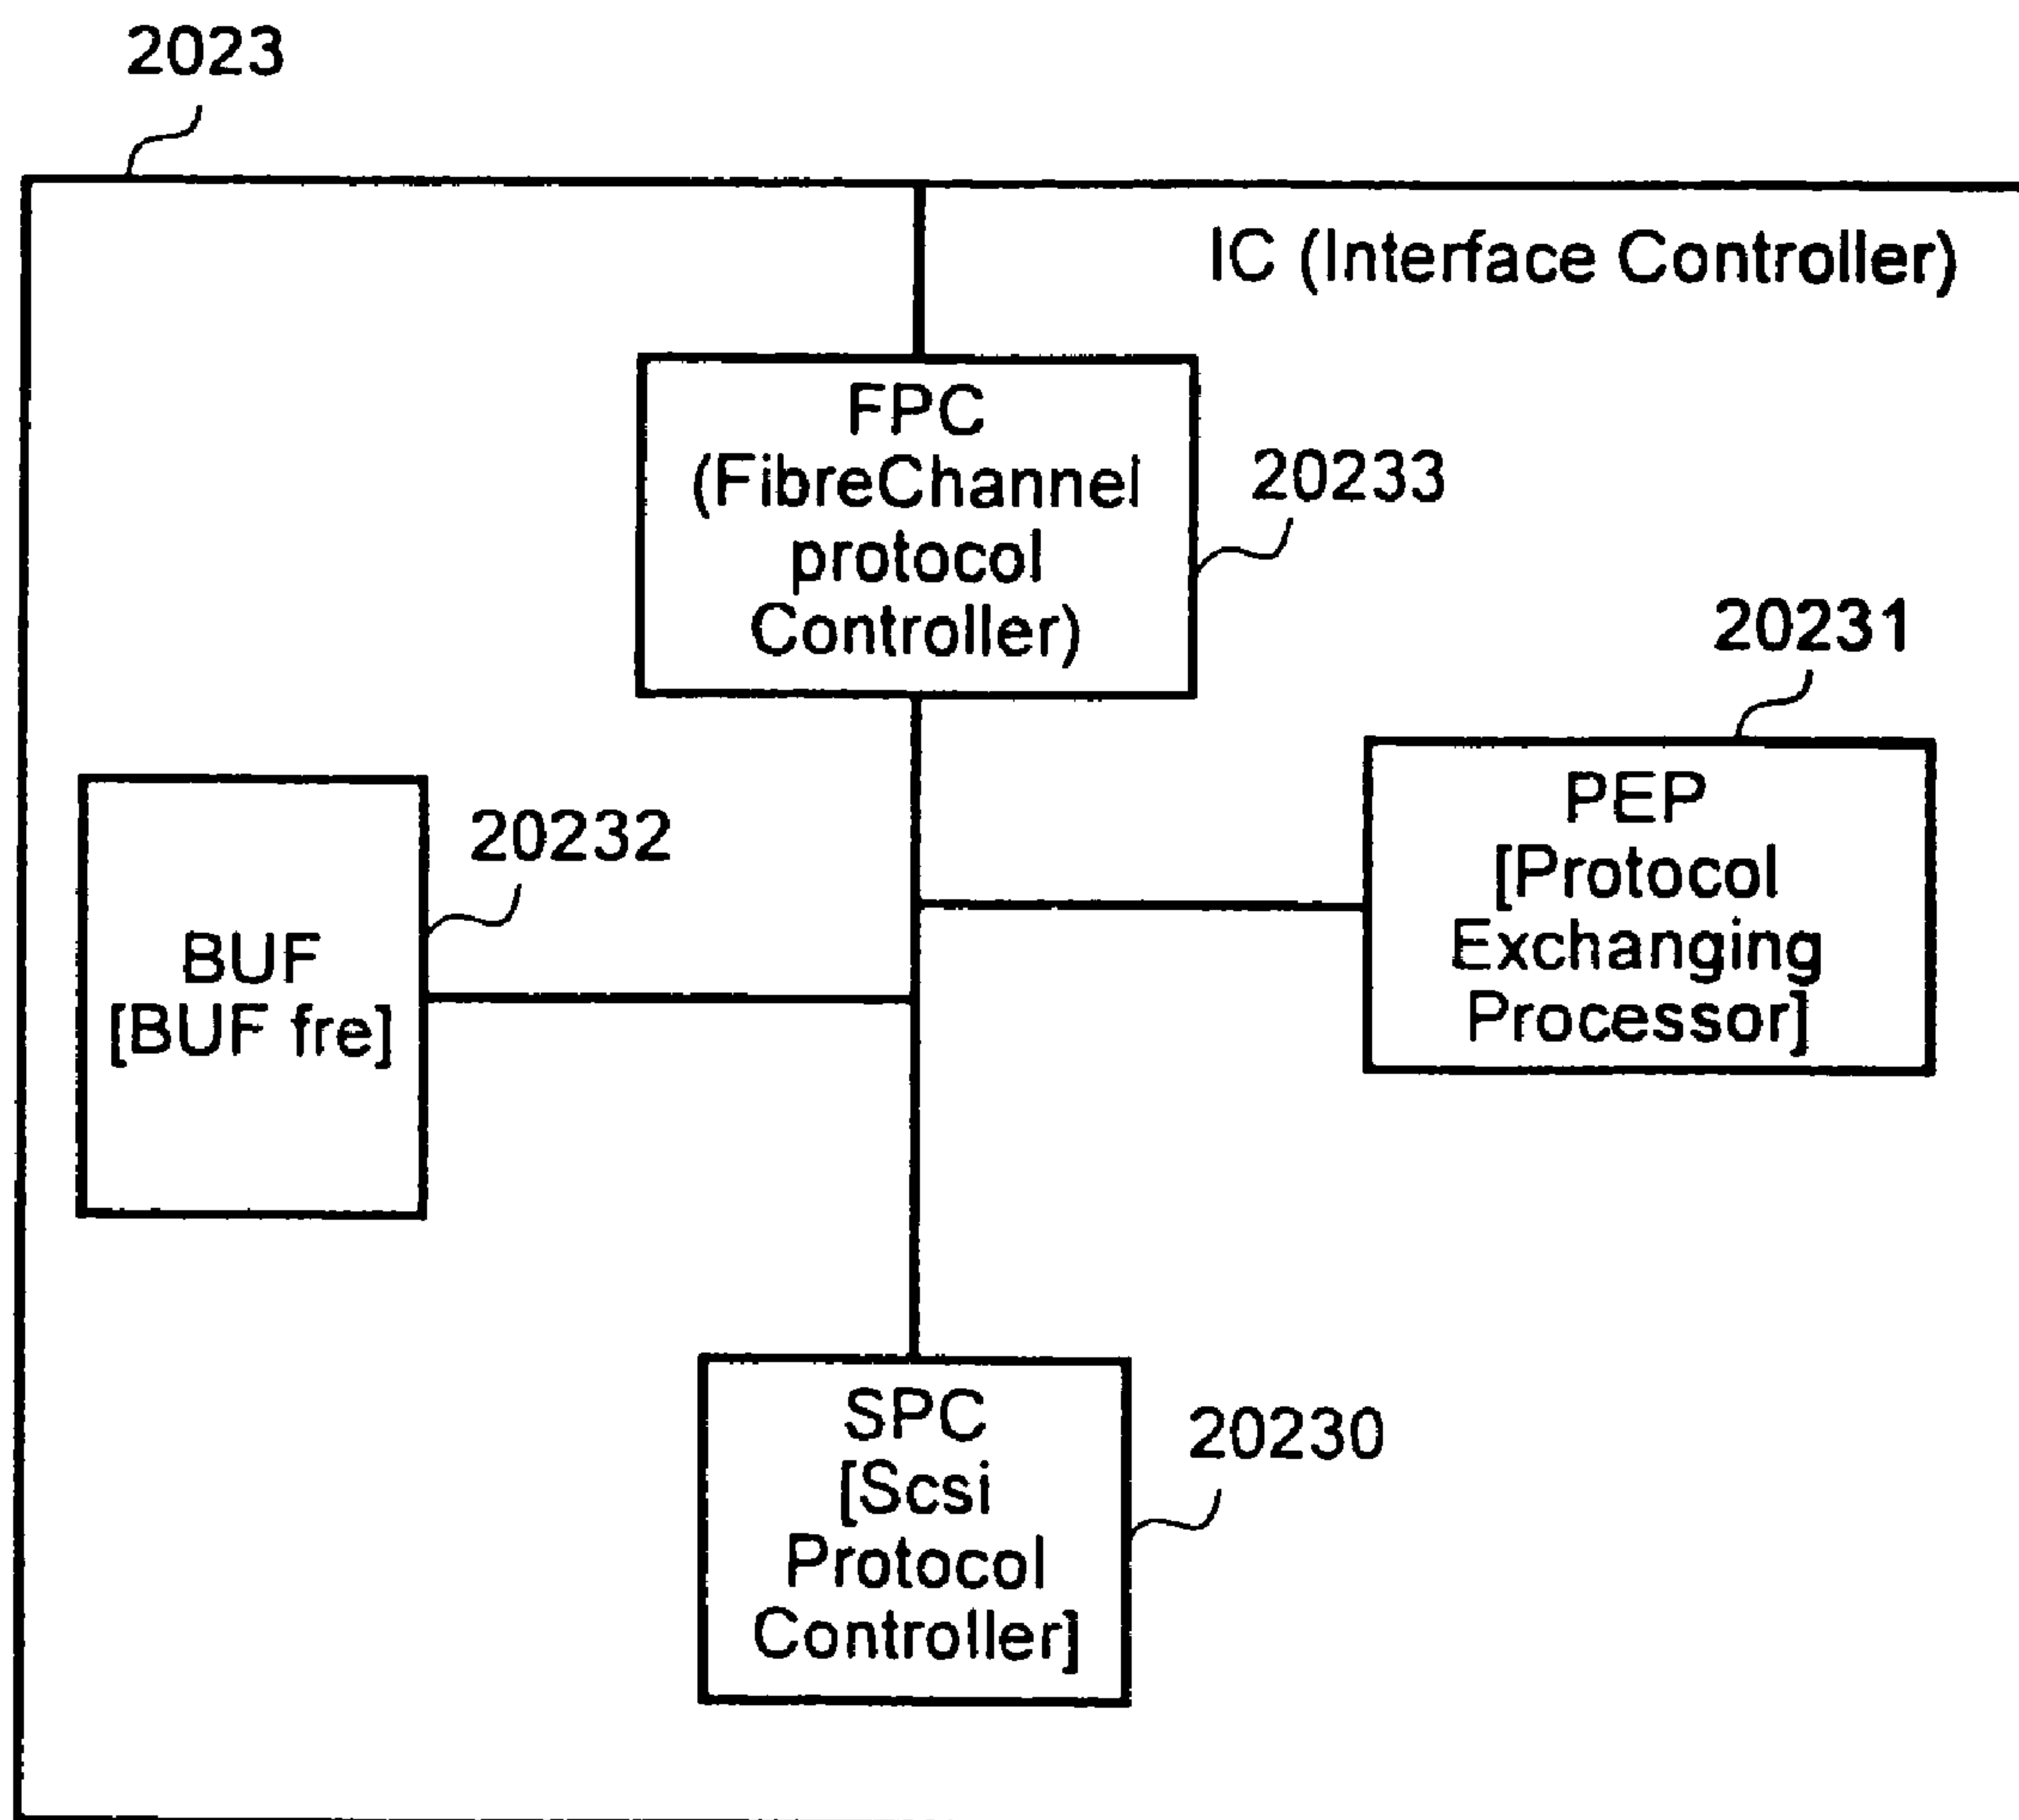 2023
IC (Interface Controller)
FPC
(FibreChannel
protocol
Controller)
20233
20231
PEP
[Protocol
Exchanging
Processor]
20232
BUF
[BUF fre]
SPC
[Scsi
Protocol
Controller]
20230